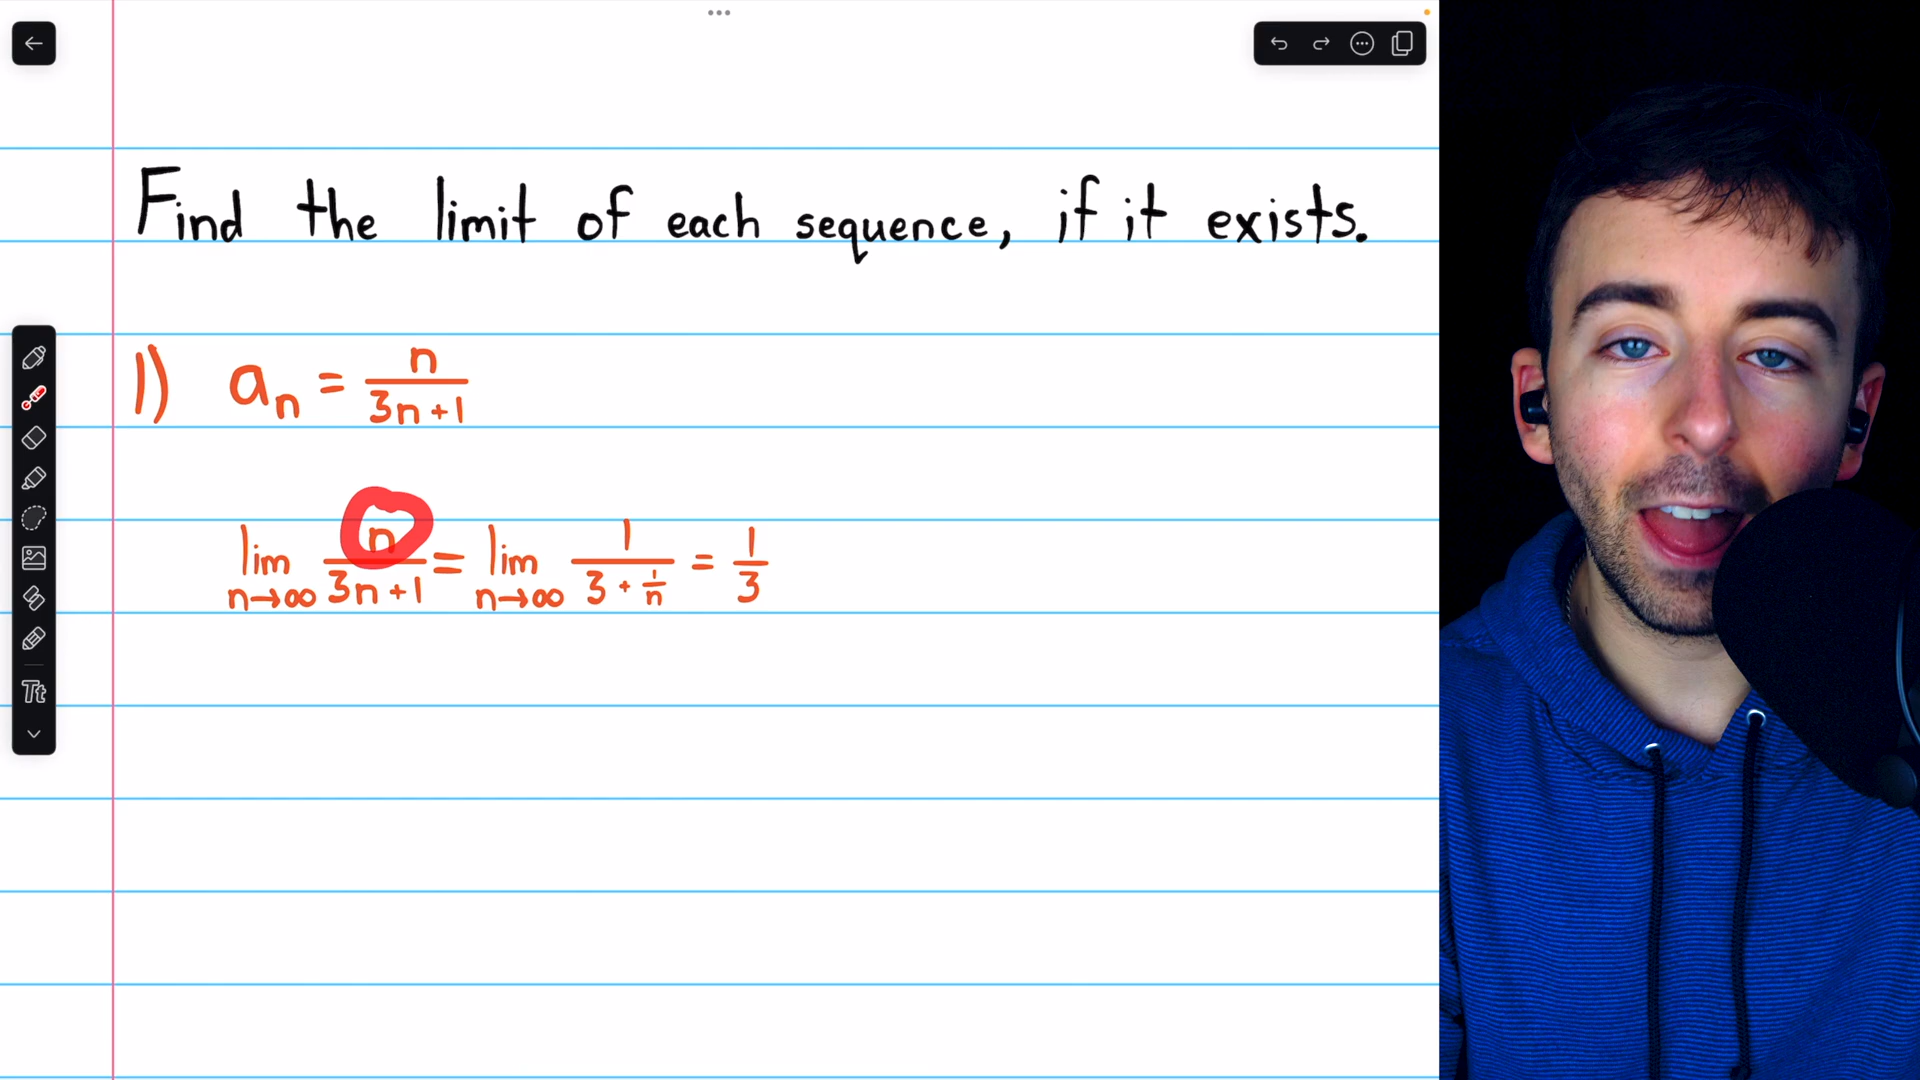 Find the limit of each sequence, if it exists.
1) aₙ = n/(3n+1)
lim n→∞ n/(3n+1) = lim n→∞ 1/(3 + 1/n) = 1/3
Tt